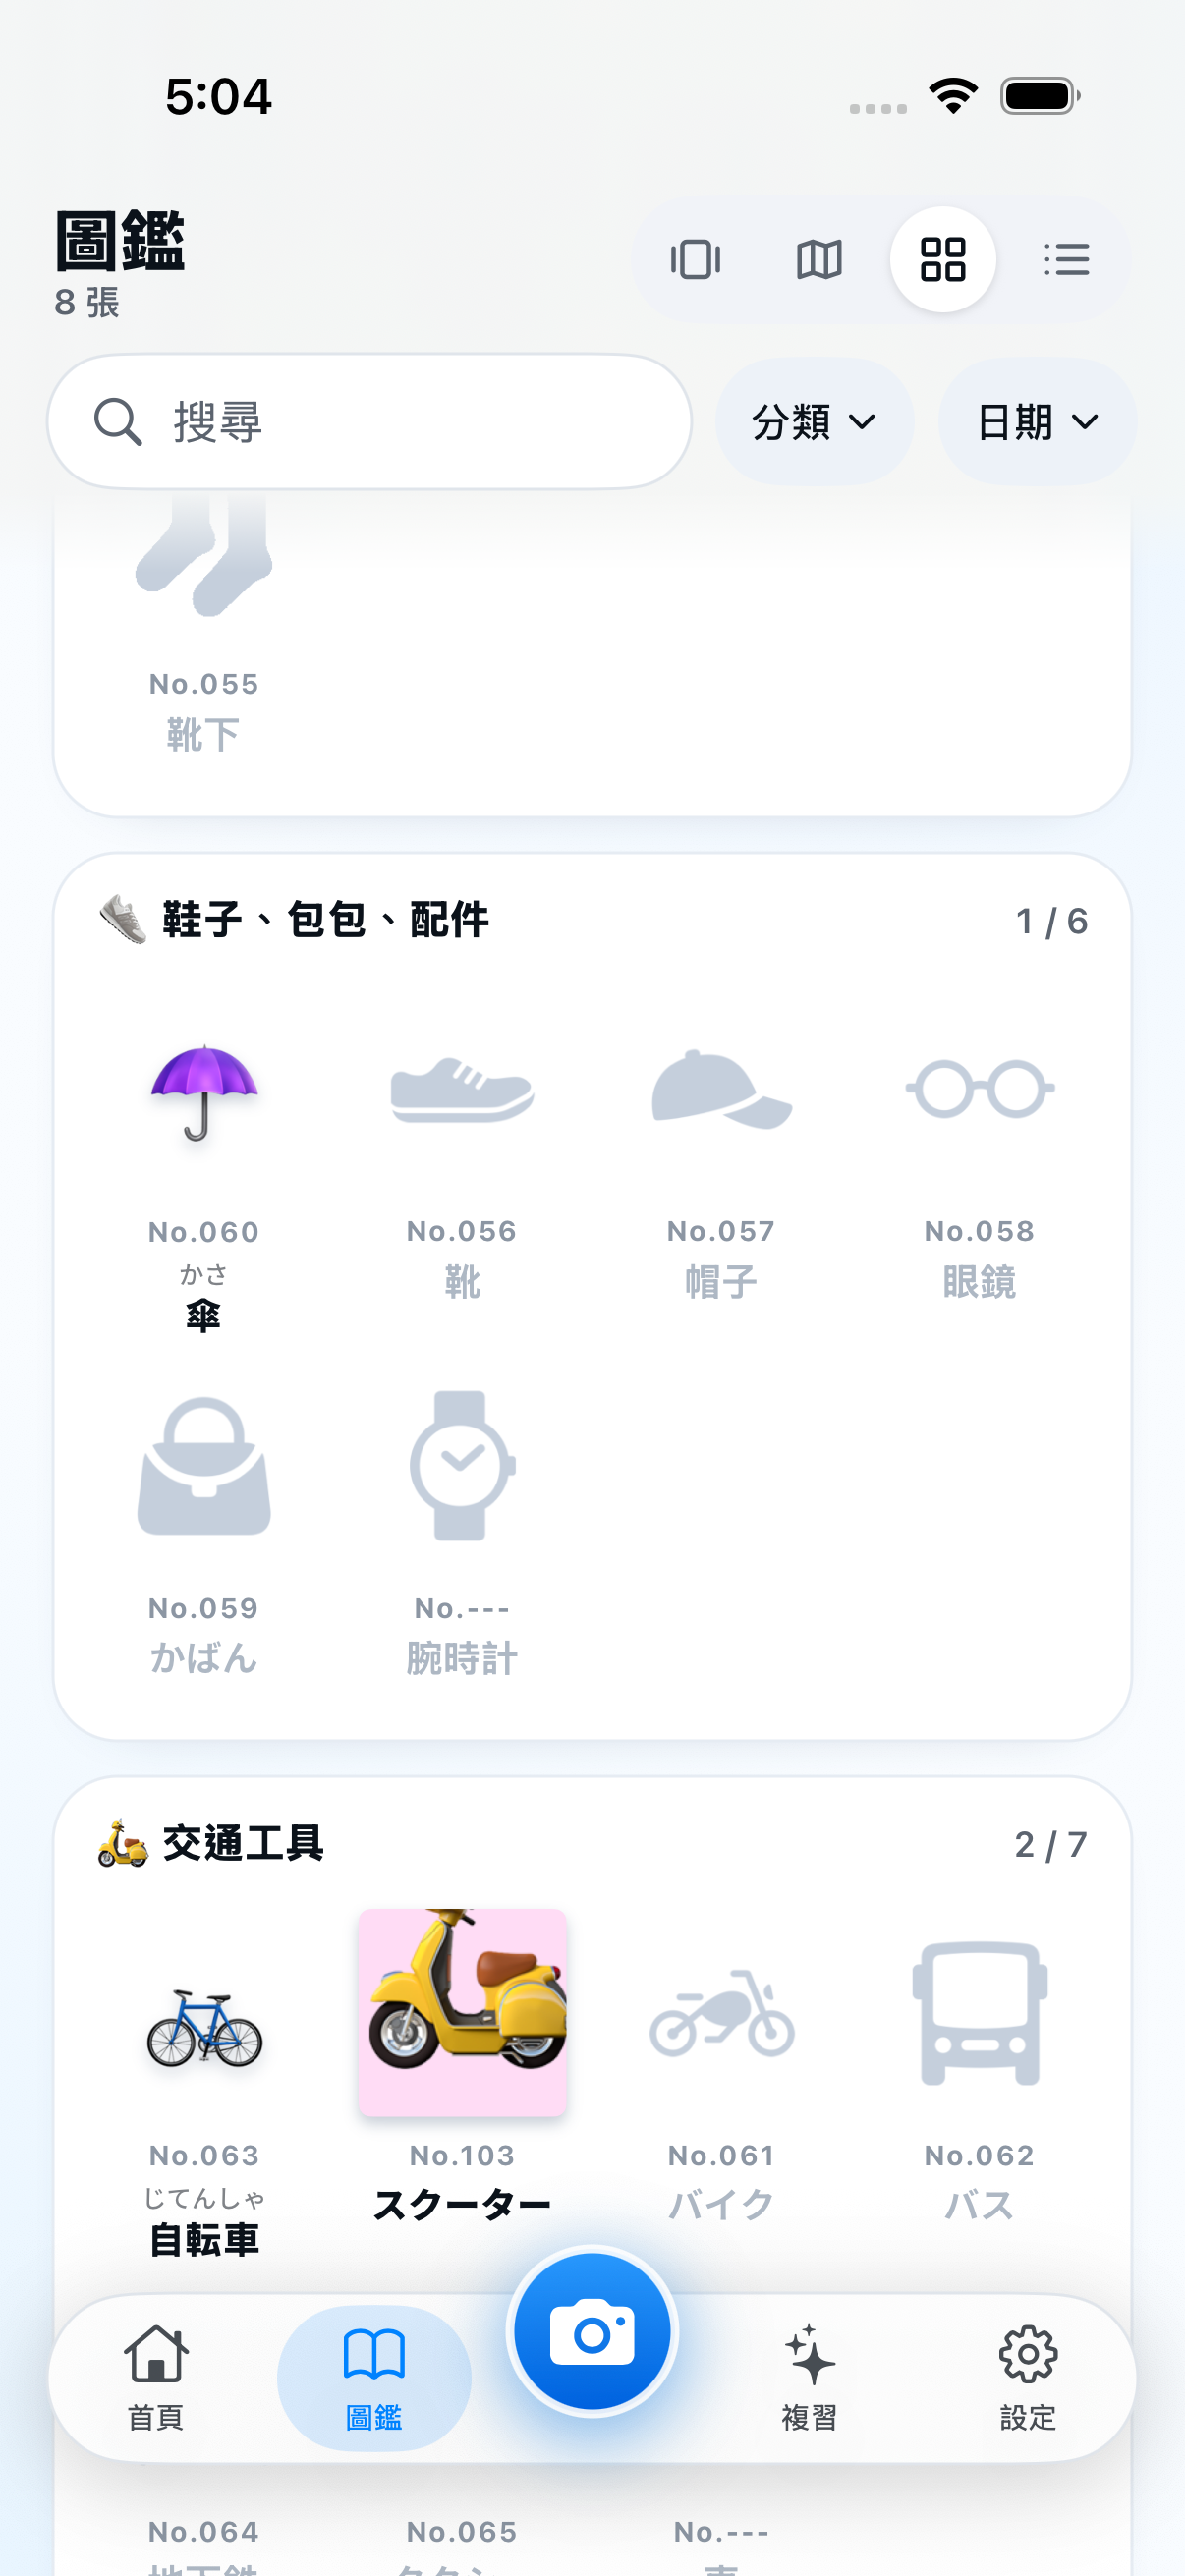 5:04
圖鑑
8 張
搜尋
分類
日期
No.055
靴下
鞋子、包包、配件
1 / 6
No.060
No.056
No.057
No.058
かさ
傘
靴
帽子
眼鏡
No.059
No.---
かばん
腕時計
交通工具
2 / 7
No.063
No.103
No.061
No.062
じてんしゃ
自転車
スクーター
バイク
バス
首頁
圖鑑
複習
設定
No.064
No.065
No.---